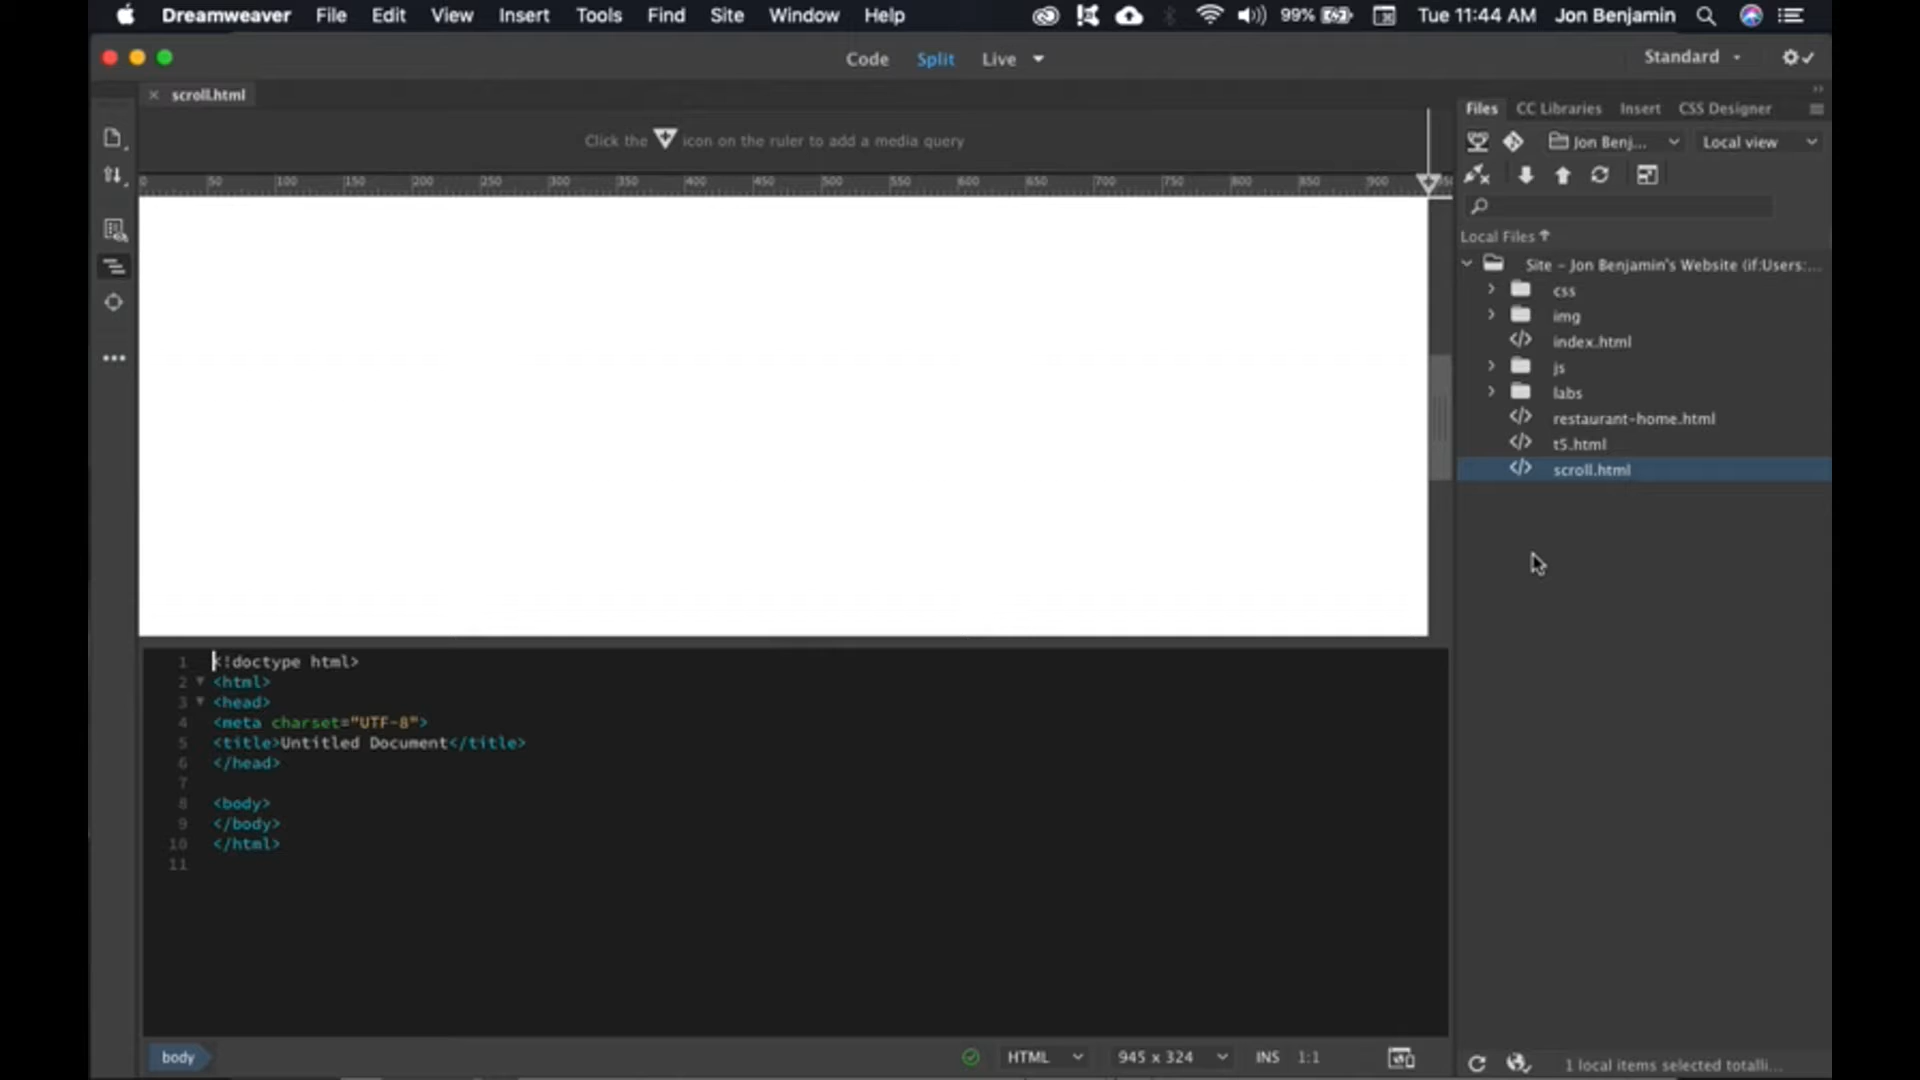 Dreamweaver File Edit View Insert Tools Find Site Window Help 99% Tue 11:44 AM Jon Benjamin
Code Split Live Standard
scroll.html
Click the icon on the ruler to add a media query
0 50 100 150 200 250 300 350 400 450 500 550 600 650 700 750 800 850 900
Files CC Libraries Insert CSS Designer
Jon Benj... Local view
Local Files
Site - Jon Benjamin's Website (if:Users:...
css
img
index.html
js
labs
restaurant-home.html
t5.html
scroll.html
1 <!doctype html>
2 <html>
3 <head>
4 <meta charset="UTF-8">
5 <title>Untitled Document</title>
6 </head>
7
8 <body>
9 </body>
10 </html>
11
body HTML 945 x 324 INS 1:1
1 local items selected totalli...